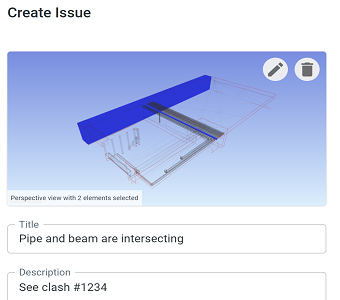 Create Issue
Perspective view with 2 elements selected
Title
Pipe and beam are intersecting
Description
See clash #1234